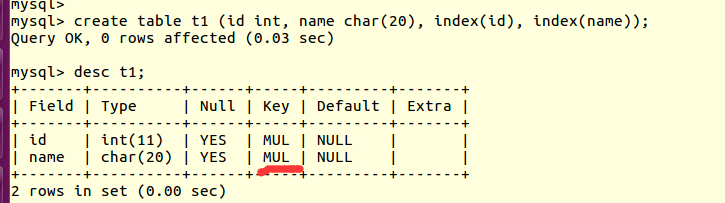 mysql>
mysql> create table t1 (id int, name char(20), index(id), index(name));
Query OK, 0 rows affected (0.03 sec)
mysql> desc t1;
+-------+----------+------+-----+---------+-------+
| Field | Type     | Null | Key | Default | Extra |
+-------+----------+------+-----+---------+-------+
| id    | int(11)  | YES  | MUL | NULL    |       |
| name  | char(20) | YES  | MUL | NULL    |       |
+-------+----------+------+-----+---------+-------+
2 rows in set (0.00 sec)